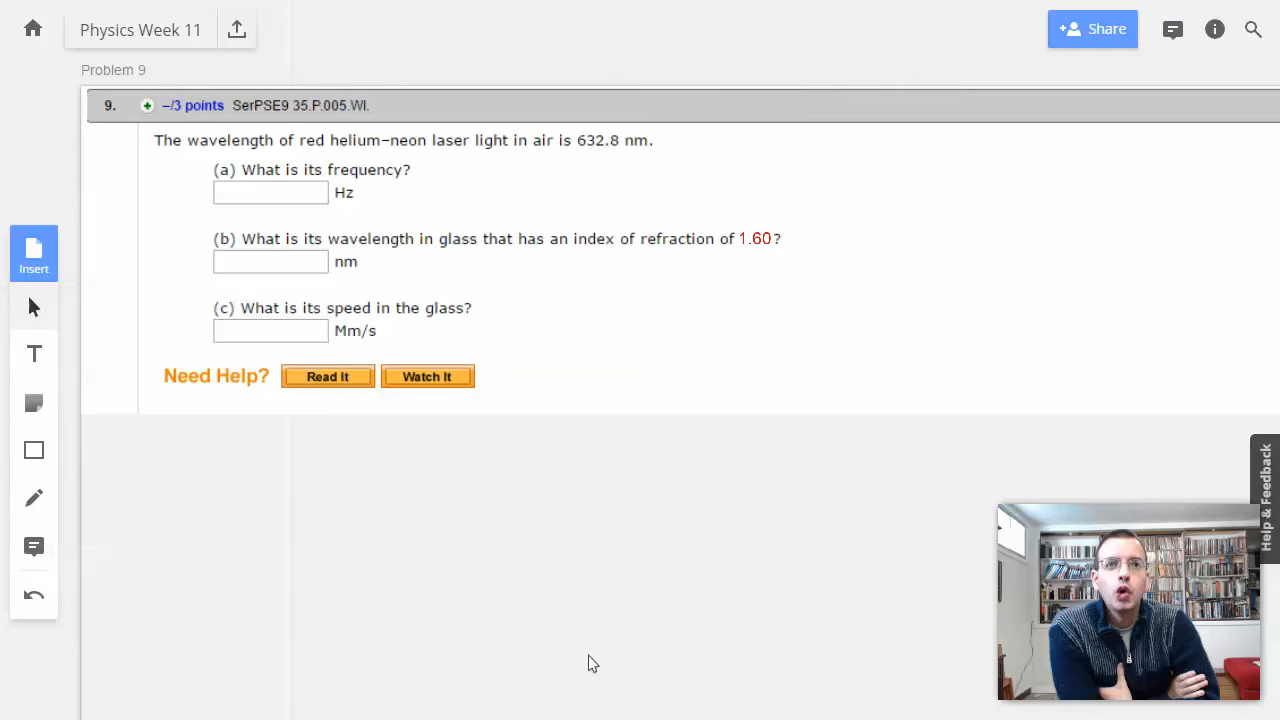 Physics Week 11
Share
Problem 9
9. –/3 points SerPSE9 35.P.005.WI.
The wavelength of red helium–neon laser light in air is 632.8 nm.
(a) What is its frequency?
Hz
(b) What is its wavelength in glass that has an index of refraction of 1.60?
nm
(c) What is its speed in the glass?
Mm/s
Need Help? Read It Watch It
Insert
T
Help & Feedback